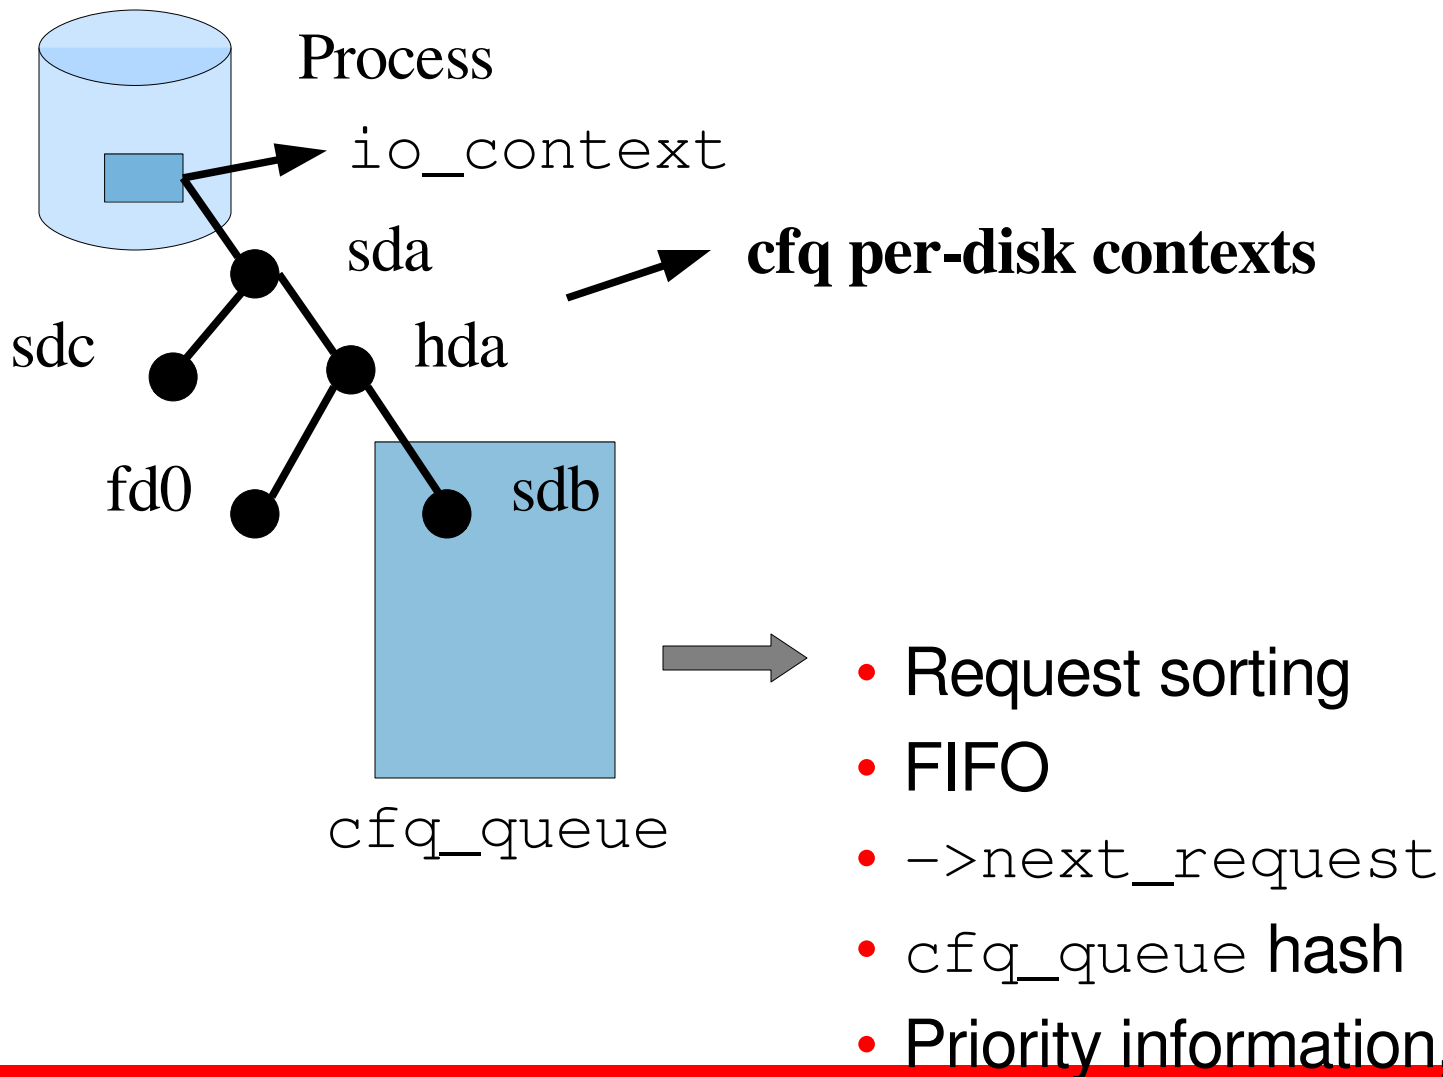 Process
io_context
sda
cfq per-disk contexts
sdc
hda
fd0
sdb
cfq_queue
• Request sorting
• FIFO
• ->next_request
• cfq_queue hash
• Priority information.